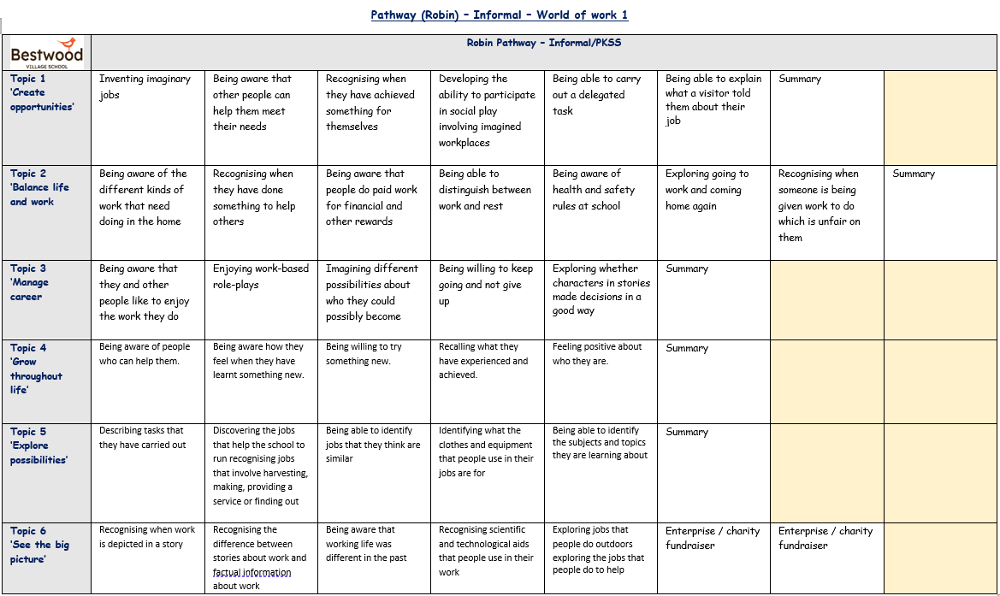 Pathway (Robin) – Informal – World of work 1
Bestwood
VILLAGE SCHOOL
Robin Pathway – Informal/PKSS
Topic 1
‘Create
opportunities’
Inventing imaginary
jobs
Being aware that
other people can
help them meet
their needs
Recognising when
they have achieved
something for
themselves
Developing the
ability to participate
in social play
involving imagined
workplaces
Being able to carry
out a delegated
task
Being able to explain
what a visitor told
them about their
job
Summary
Topic 2
‘Balance life
and work
Being aware of the
different kinds of
work that need
doing in the home
Recognising when
they have done
something to help
others
Being aware that
people do paid work
for financial and
other rewards
Being able to
distinguish between
work and rest
Being aware of
health and safety
rules at school
Exploring going to
work and coming
home again
Recognising when
someone is being
given work to do
which is unfair on
them
Summary
Topic 3
‘Manage
career
Being aware that
they and other
people like to enjoy
the work they do
Enjoying work-based
role-plays
Imagining different
possibilities about
who they could
possibly become
Being willing to keep
going and not give
up
Exploring whether
characters in stories
made decisions in a
good way
Summary
Topic 4
‘Grow
throughout
life’
Being aware of people
who can help them.
Being aware how they
feel when they have
learnt something new.
Being willing to try
something new.
Recalling what they
have experienced and
achieved.
Feeling positive about
who they are.
Summary
Topic 5
‘Explore
possibilities’
Describing tasks that
they have carried out
Discovering the jobs
that help the school to
run recognising jobs
that involve harvesting,
making, providing a
service or finding out
Being able to identify
jobs that they think are
similar
Identifying what the
clothes and equipment
that people use in their
jobs are for
Being able to identify
the subjects and topics
they are learning about
Summary
Topic 6
‘See the big
picture’
Recognising when work
is depicted in a story
Recognising the
difference between
stories about work and
factual information
about work
Being aware that
working life was
different in the past
Recognising scientific
and technological aids
that people use in their
work
Exploring jobs that
people do outdoors
exploring the jobs that
people do to help
Enterprise / charity
fundraiser
Enterprise / charity
fundraiser